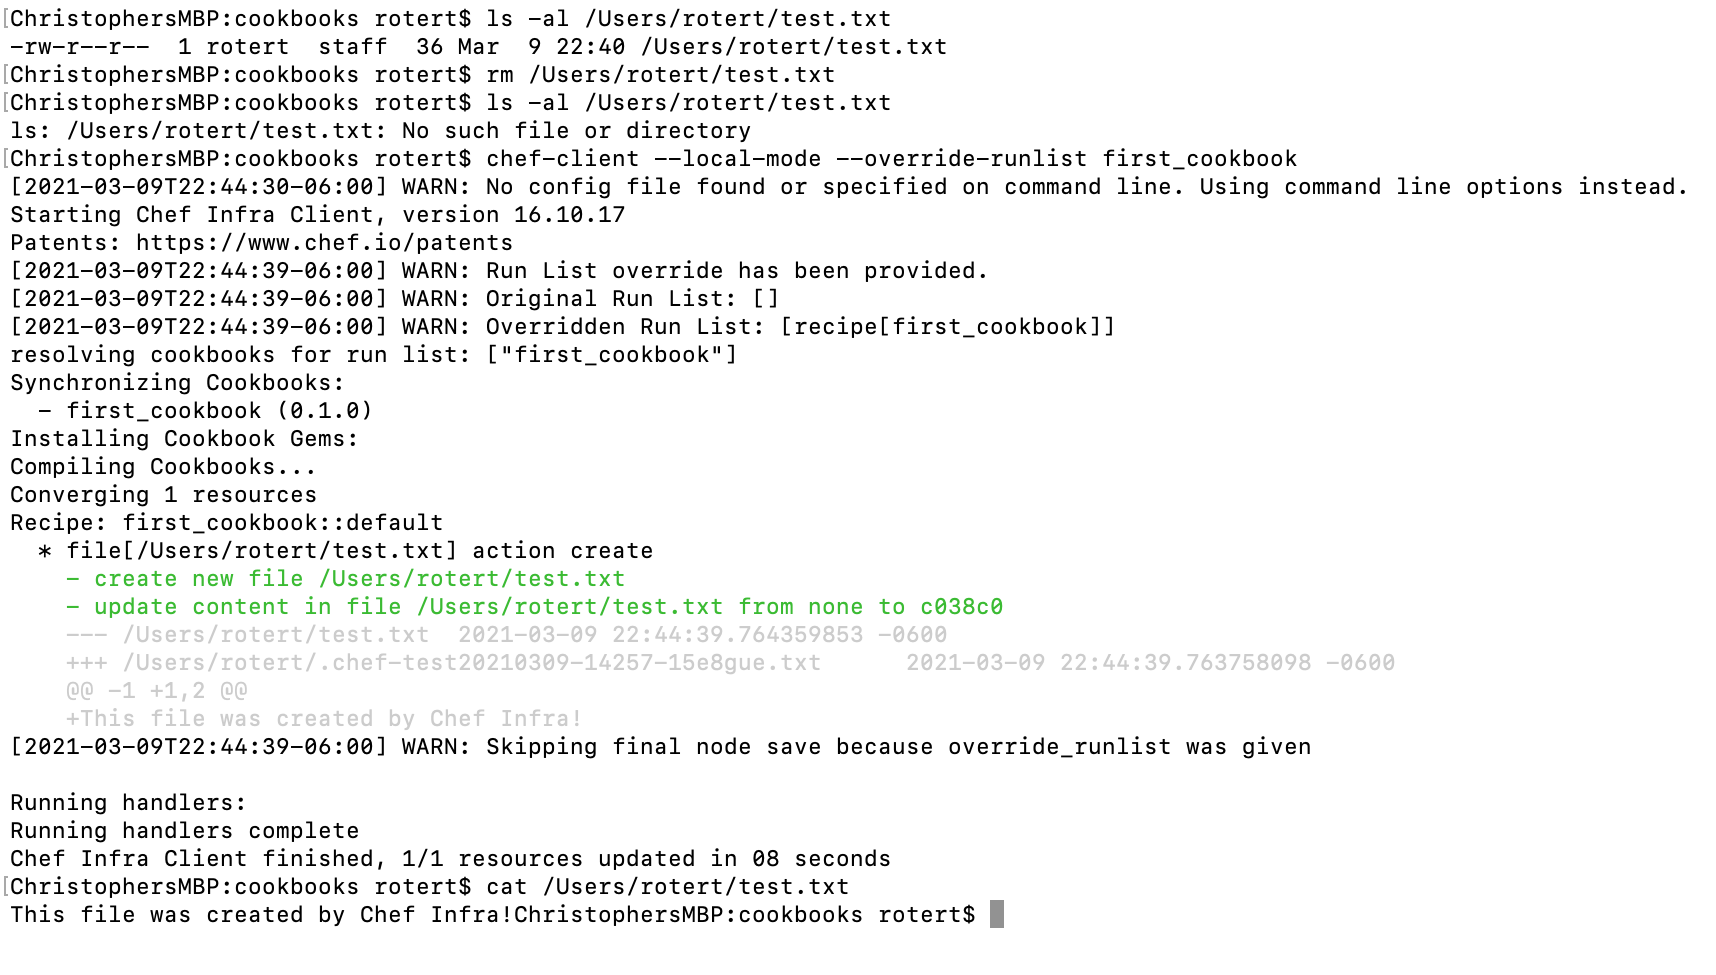 [ChristophersMBP:cookbooks rotert$ ls -al /Users/rotert/test.txt
-rw-r--r--  1 rotert  staff  36 Mar  9 22:40 /Users/rotert/test.txt
[ChristophersMBP:cookbooks rotert$ rm /Users/rotert/test.txt
[ChristophersMBP:cookbooks rotert$ ls -al /Users/rotert/test.txt
ls: /Users/rotert/test.txt: No such file or directory
[ChristophersMBP:cookbooks rotert$ chef-client --local-mode --override-runlist first_cookbook
[2021-03-09T22:44:30-06:00] WARN: No config file found or specified on command line. Using command line options instead.
Starting Chef Infra Client, version 16.10.17
Patents: https://www.chef.io/patents
[2021-03-09T22:44:39-06:00] WARN: Run List override has been provided.
[2021-03-09T22:44:39-06:00] WARN: Original Run List: []
[2021-03-09T22:44:39-06:00] WARN: Overridden Run List: [recipe[first_cookbook]]
resolving cookbooks for run list: ["first_cookbook"]
Synchronizing Cookbooks:
  - first_cookbook (0.1.0)
Installing Cookbook Gems:
Compiling Cookbooks...
Converging 1 resources
Recipe: first_cookbook::default
  * file[/Users/rotert/test.txt] action create
    - create new file /Users/rotert/test.txt
    - update content in file /Users/rotert/test.txt from none to c038c0
    --- /Users/rotert/test.txt  2021-03-09 22:44:39.764359853 -0600
    +++ /Users/rotert/.chef-test20210309-14257-15e8gue.txt      2021-03-09 22:44:39.763758098 -0600
    @@ -1 +1,2 @@
    +This file was created by Chef Infra!
[2021-03-09T22:44:39-06:00] WARN: Skipping final node save because override_runlist was given
Running handlers:
Running handlers complete
Chef Infra Client finished, 1/1 resources updated in 08 seconds
[ChristophersMBP:cookbooks rotert$ cat /Users/rotert/test.txt
This file was created by Chef Infra!ChristophersMBP:cookbooks rotert$